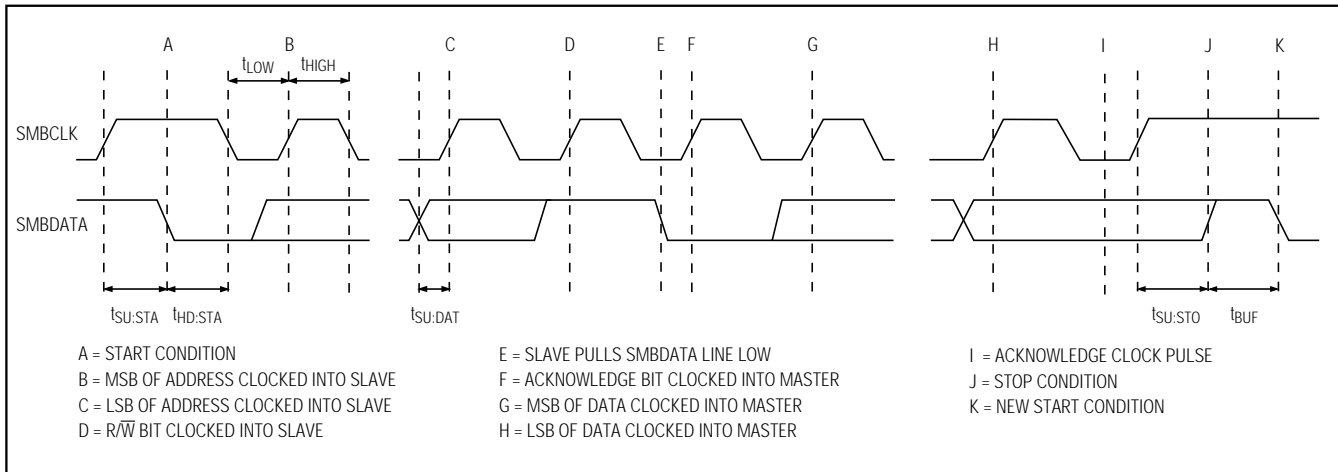 A B C D E F G H I J K
tLOW tHIGH
SMBCLK
SMBDATA
tSU:STA tHD:STA tSU:DAT tSU:STO tBUF
A = START CONDITION
B = MSB OF ADDRESS CLOCKED INTO SLAVE
C = LSB OF ADDRESS CLOCKED INTO SLAVE
D = R/W̅ BIT CLOCKED INTO SLAVE
E = SLAVE PULLS SMBDATA LINE LOW
F = ACKNOWLEDGE BIT CLOCKED INTO MASTER
G = MSB OF DATA CLOCKED INTO MASTER
H = LSB OF DATA CLOCKED INTO MASTER
I = ACKNOWLEDGE CLOCK PULSE
J = STOP CONDITION
K = NEW START CONDITION